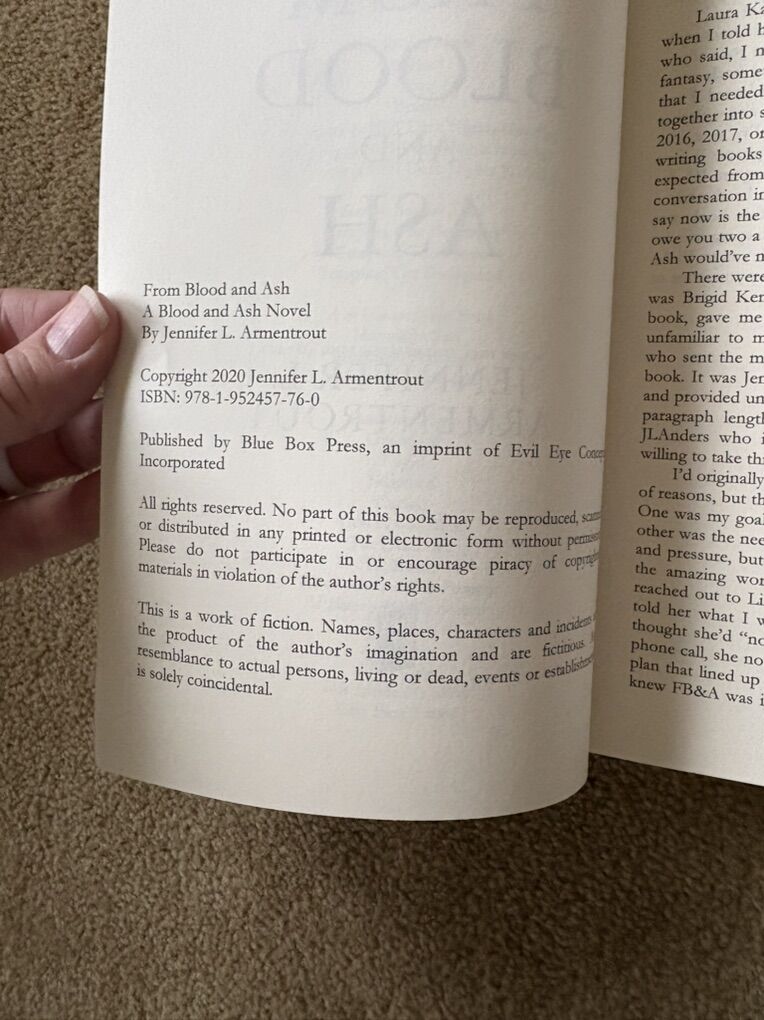 From Blood and Ash
A Blood and Ash Novel
By Jennifer L. Armentrout
Copyright 2020 Jennifer L. Armentrout
ISBN: 978-1-952457-76-0
Published by Blue Box Press, an imprint of Evil Eye
Incorporated
All rights reserved. No part of this book may be reproduced,
or distributed in any printed or electronic form without
Please do not participate in or encourage piracy of
materials in violation of the author's rights.
This is a work of fiction. Names, places, characters and incidents
the product of the author's imagination and are fictitious.
resemblance to actual persons, living or dead, events or
is solely coincidental.
Laura
when I told
who said, I
fantasy, some
that I needed
together into
2016, 2017,
writing books
expected from
conversation
say now is the
owe you two a
Ash would've
There were
was Brigid
book, gave me
unfamiliar to
who sent the
book. It was
and provided
paragraph
JLAnders who
willing to take
I'd originally
of reasons, but
One was my
other was the
and pressure, but
the amazing
reached out to
told her what I
thought she'd
phone call, she
plan that lined up
knew FB&A was
BLOOD
AND
ASH